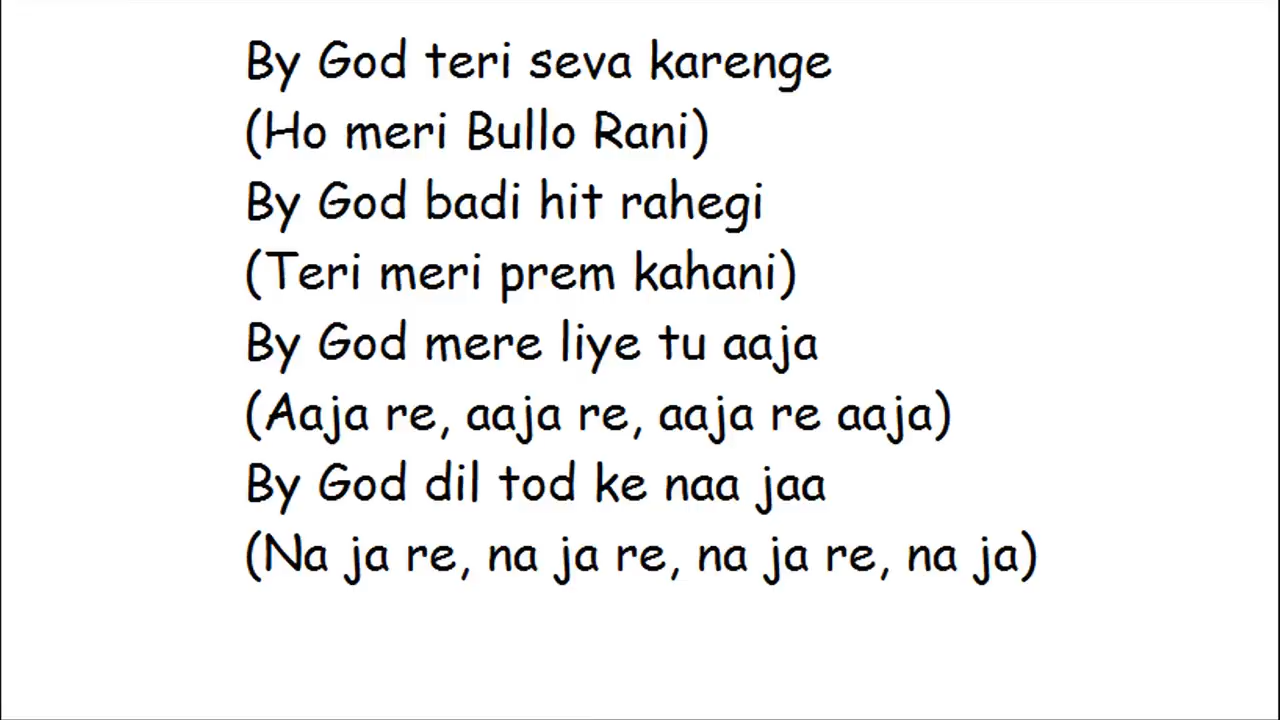 By God teri seva karenge
(Ho meri Bullo Rani)
By God badi hit rahegi
(Teri meri prem kahani)
By God mere liye tu aaja
(Aaja re, aaja re, aaja re aaja)
By God dil tod ke naa jaa
(Na ja re, na ja re, na ja re, na ja)